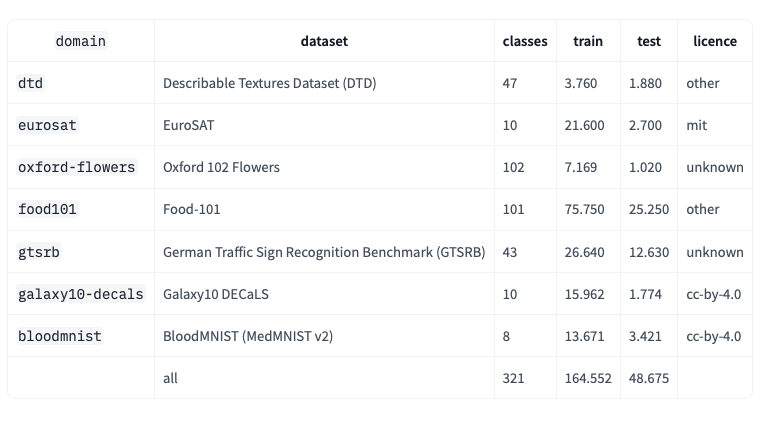 domain dataset classes train test licence
dtd Describable Textures Dataset (DTD) 47 3.760 1.880 other
eurosat EuroSAT 10 21.600 2.700 mit
oxford-flowers Oxford 102 Flowers 102 7.169 1.020 unknown
food101 Food-101 101 75.750 25.250 other
gtsrb German Traffic Sign Recognition Benchmark (GTSRB) 43 26.640 12.630 unknown
galaxy10-decals Galaxy10 DECaLS 10 15.962 1.774 cc-by-4.0
bloodmnist BloodMNIST (MedMNIST v2) 8 13.671 3.421 cc-by-4.0
all 321 164.552 48.675